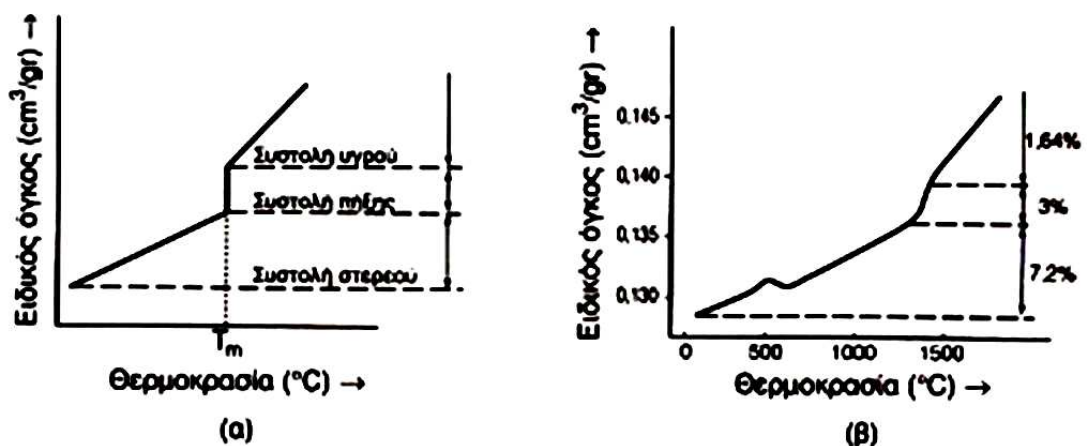 Ειδικός όγκος (cm³/gr) →
Συστολή υγρού
Συστολή πήξης
Συστολή στερεού
Tm
Θερμοκρασία (°C) →
(α)
Ειδικός όγκος (cm³/gr) →
0,145
0,140
0,135
0,130
1,64%
3%
7.2%
0
500
1000
1500
Θερμοκρασία (°C) →
(β)